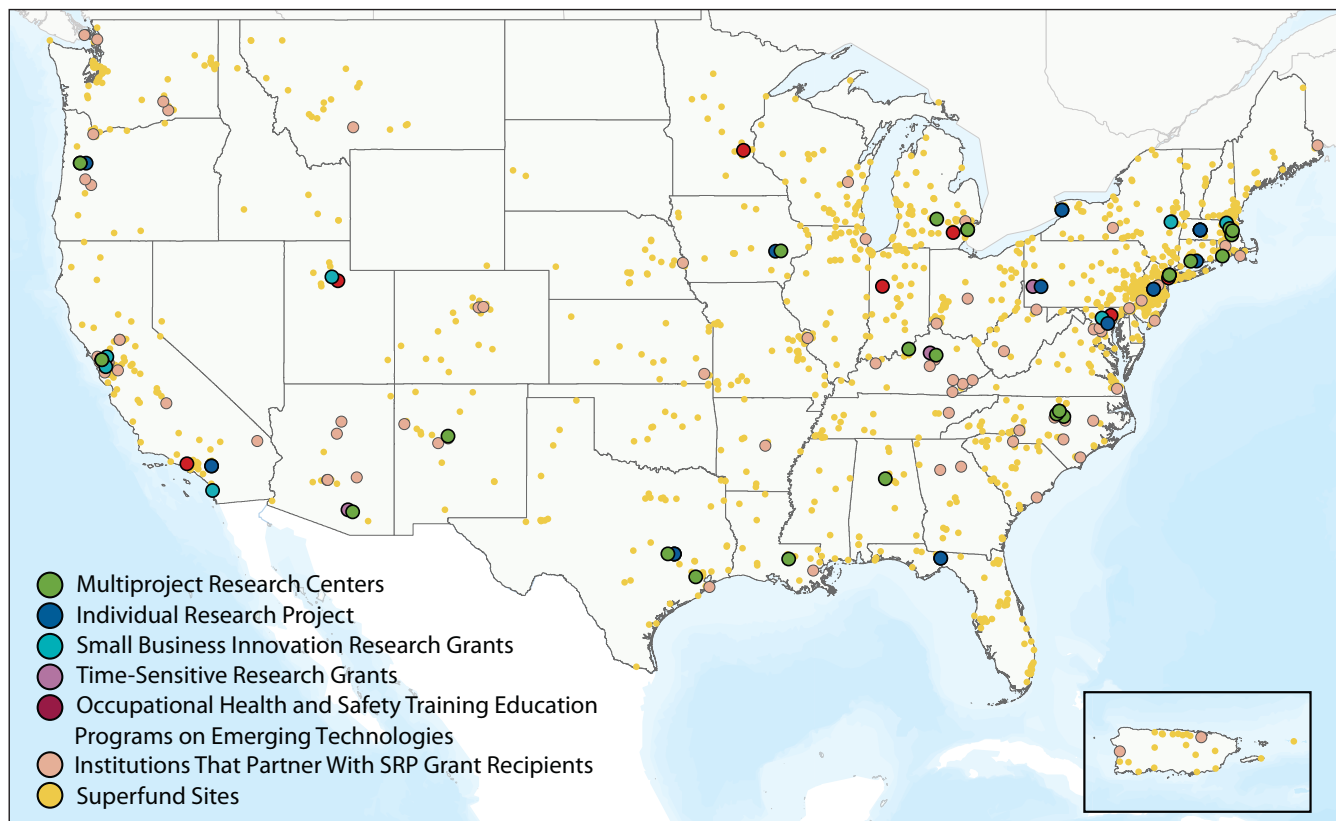 Multiproject Research Centers
Individual Research Project
Small Business Innovation Research Grants
Time-Sensitive Research Grants
Occupational Health and Safety Training Education
Programs on Emerging Technologies
Institutions That Partner With SRP Grant Recipients
Superfund Sites